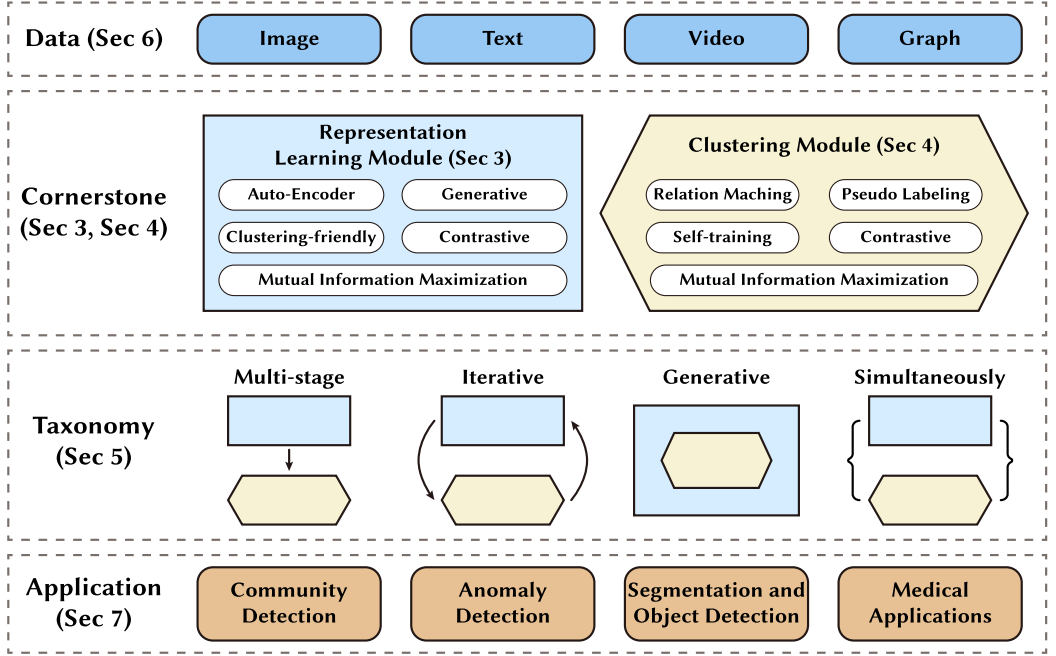 Data (Sec 6)
Image
Text
Video
Graph
Cornerstone
(Sec 3, Sec 4)
Representation
Learning Module (Sec 3)
Auto-Encoder
Generative
Clustering-friendly
Contrastive
Mutual Information Maximization
Clustering Module (Sec 4)
Relation Maching
Pseudo Labeling
Self-training
Contrastive
Mutual Information Maximization
Taxonomy
(Sec 5)
Multi-stage
Iterative
Generative
Simultaneously
Application
(Sec 7)
Community
Detection
Anomaly
Detection
Segmentation and
Object Detection
Medical
Applications